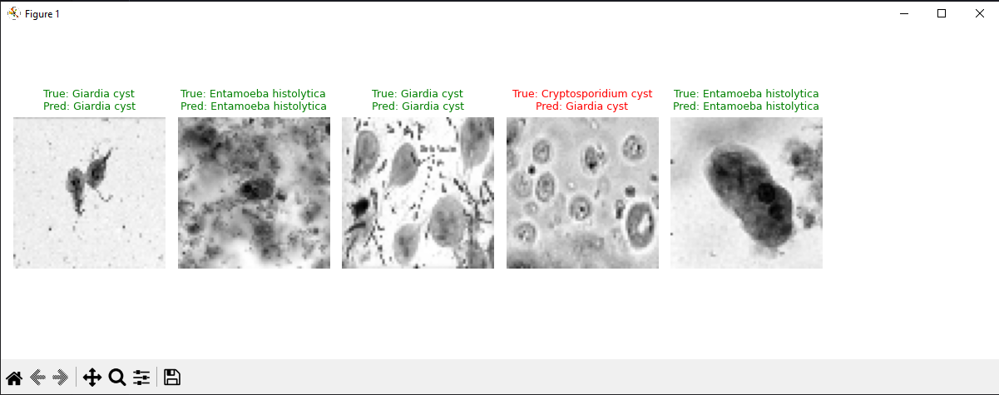 Figure 1
True: Giardia cyst
Pred: Giardia cyst
True: Entamoeba histolytica
Pred: Entamoeba histolytica
True: Giardia cyst
Pred: Giardia cyst
True: Cryptosporidium cyst
Pred: Giardia cyst
True: Entamoeba histolytica
Pred: Entamoeba histolytica